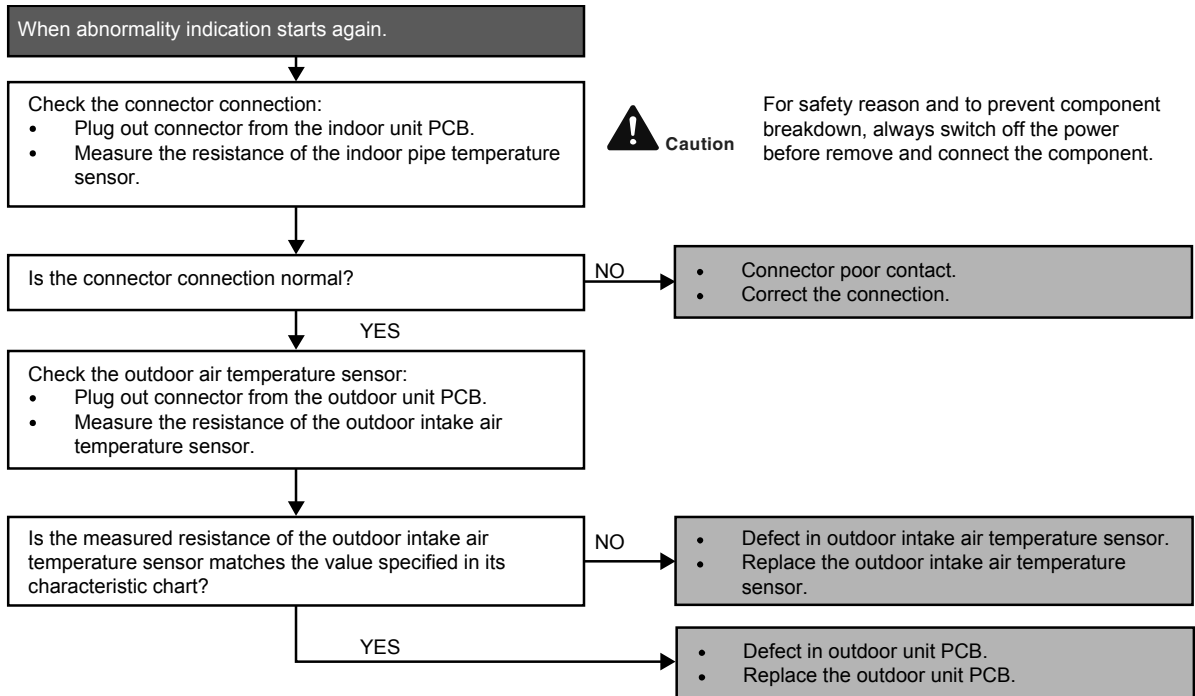 When abnormality indication starts again.
Check the connector connection:
• Plug out connector from the indoor unit PCB.
• Measure the resistance of the indoor pipe temperature
sensor.
Caution
For safety reason and to prevent component
breakdown, always switch off the power
before remove and connect the component.
Is the connector connection normal?
NO
• Connector poor contact.
• Correct the connection.
YES
Check the outdoor air temperature sensor:
• Plug out connector from the outdoor unit PCB.
• Measure the resistance of the outdoor intake air
temperature sensor.
Is the measured resistance of the outdoor intake air
temperature sensor matches the value specified in its
characteristic chart?
NO
• Defect in outdoor intake air temperature sensor.
• Replace the outdoor intake air temperature
sensor.
YES
• Defect in outdoor unit PCB.
• Replace the outdoor unit PCB.